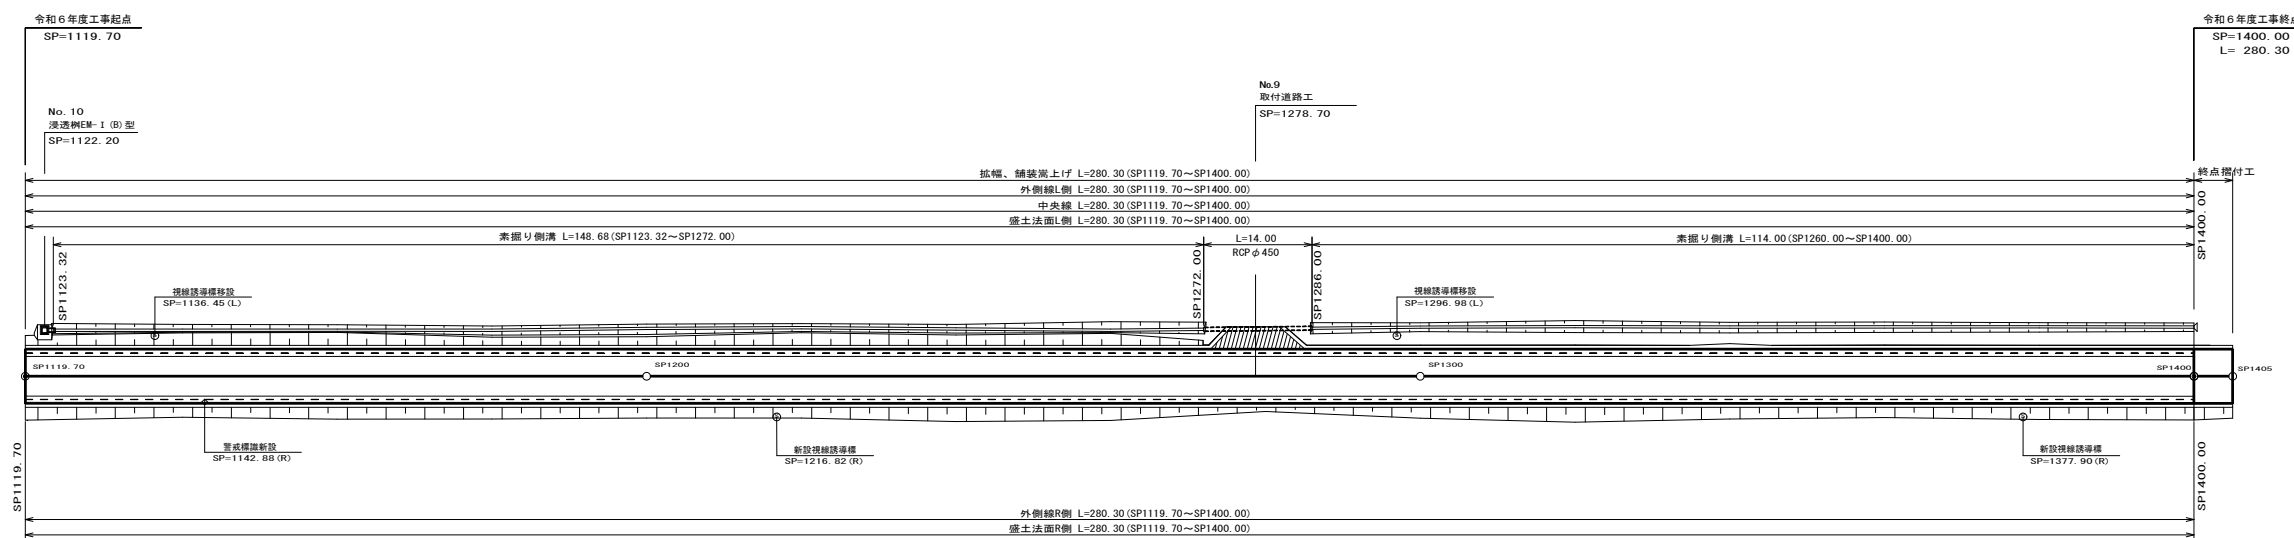 令和６年度工事起点
SP=1119.70
令和６年度工事終点
SP=1400.00
L= 280.30
No.10
浸透桝EM-Ⅰ(B)型
SP=1122.20
No.9
取付道路工
SP=1278.70
拡幅、舗装嵩上げ L=280.30(SP1119.70～SP1400.00)
終点摺付工
外側線L側 L=280.30(SP1119.70～SP1400.00)
中央線 L=280.30(SP1119.70～SP1400.00)
盛土法面L側 L=280.30(SP1119.70～SP1400.00)
素掘り側溝 L=148.68(SP1123.32～SP1272.00)
L=14.00
RCPφ450
素掘り側溝 L=114.00(SP1260.00～SP1400.00)
SP1123.32
SP1272.00
SP1286.00
SP1400.00
視線誘導標移設
SP=1136.45(L)
視線誘導標移設
SP=1296.98(L)
SP1119.70
SP1200
SP1300
SP1400
SP1405
警戒標識新設
SP=1142.88(R)
新設視線誘導標
SP=1216.82(R)
新設視線誘導標
SP=1377.90(R)
SP1119.70
SP1400.00
外側線R側 L=280.30(SP1119.70～SP1400.00)
盛土法面R側 L=280.30(SP1119.70～SP1400.00)